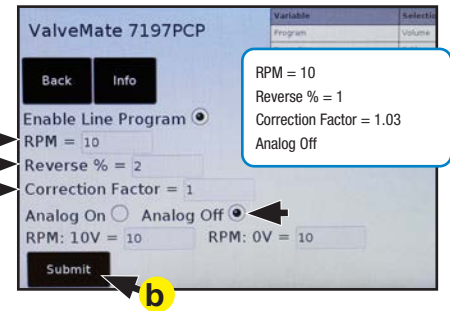 ValveMate 7197PCP
Variable Selectio
Program Volume
Back Info
RPM = 10
Reverse % = 1
Correction Factor = 1.03
Analog Off
Enable Line Program
RPM = 10
Reverse % = 2
Correction Factor = 1
Analog On Analog Off
RPM: 10V = 10 RPM: 0V = 10
Submit
b